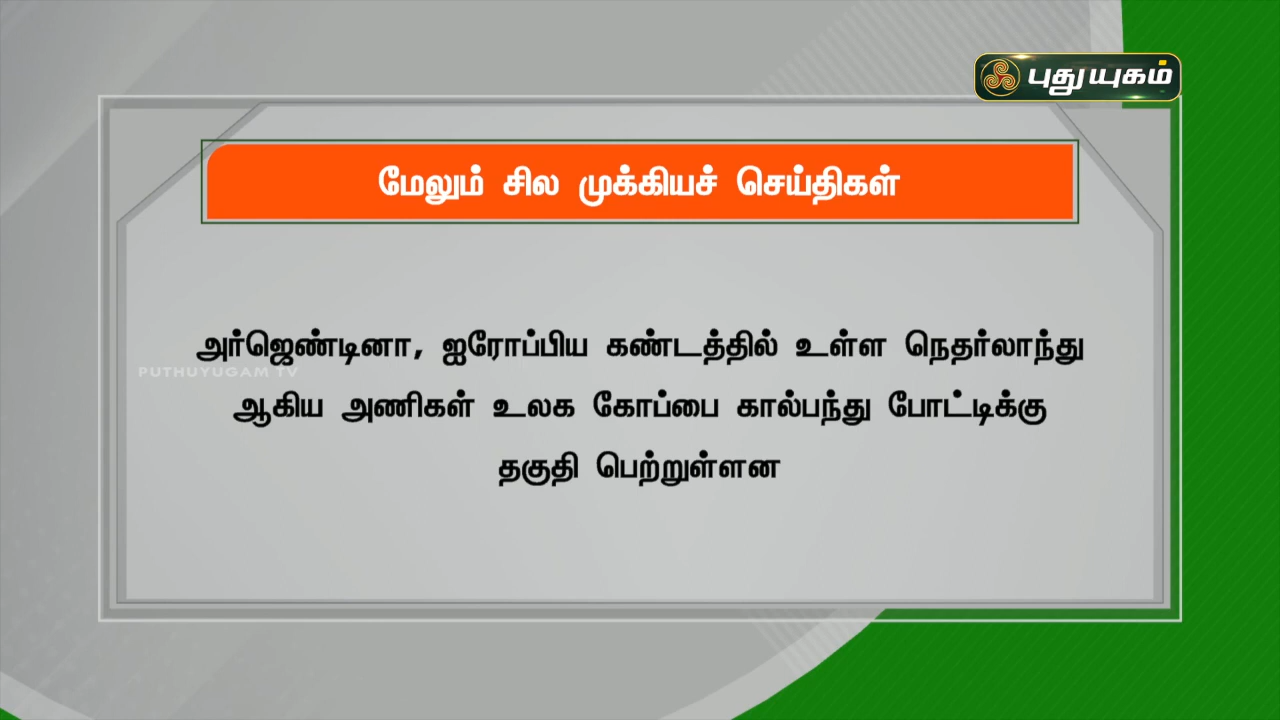 புதுயுகம்
மேலும் சில முக்கியச் செய்திகள்
அர்ஜெண்டினா, ஐரோப்பிய கண்டத்தில் உள்ள நெதர்லாந்து
PUTHUYUGAM TV
ஆகிய அணிகள் உலக கோப்பை கால்பந்து போட்டிக்கு
தகுதி பெற்றுள்ளன